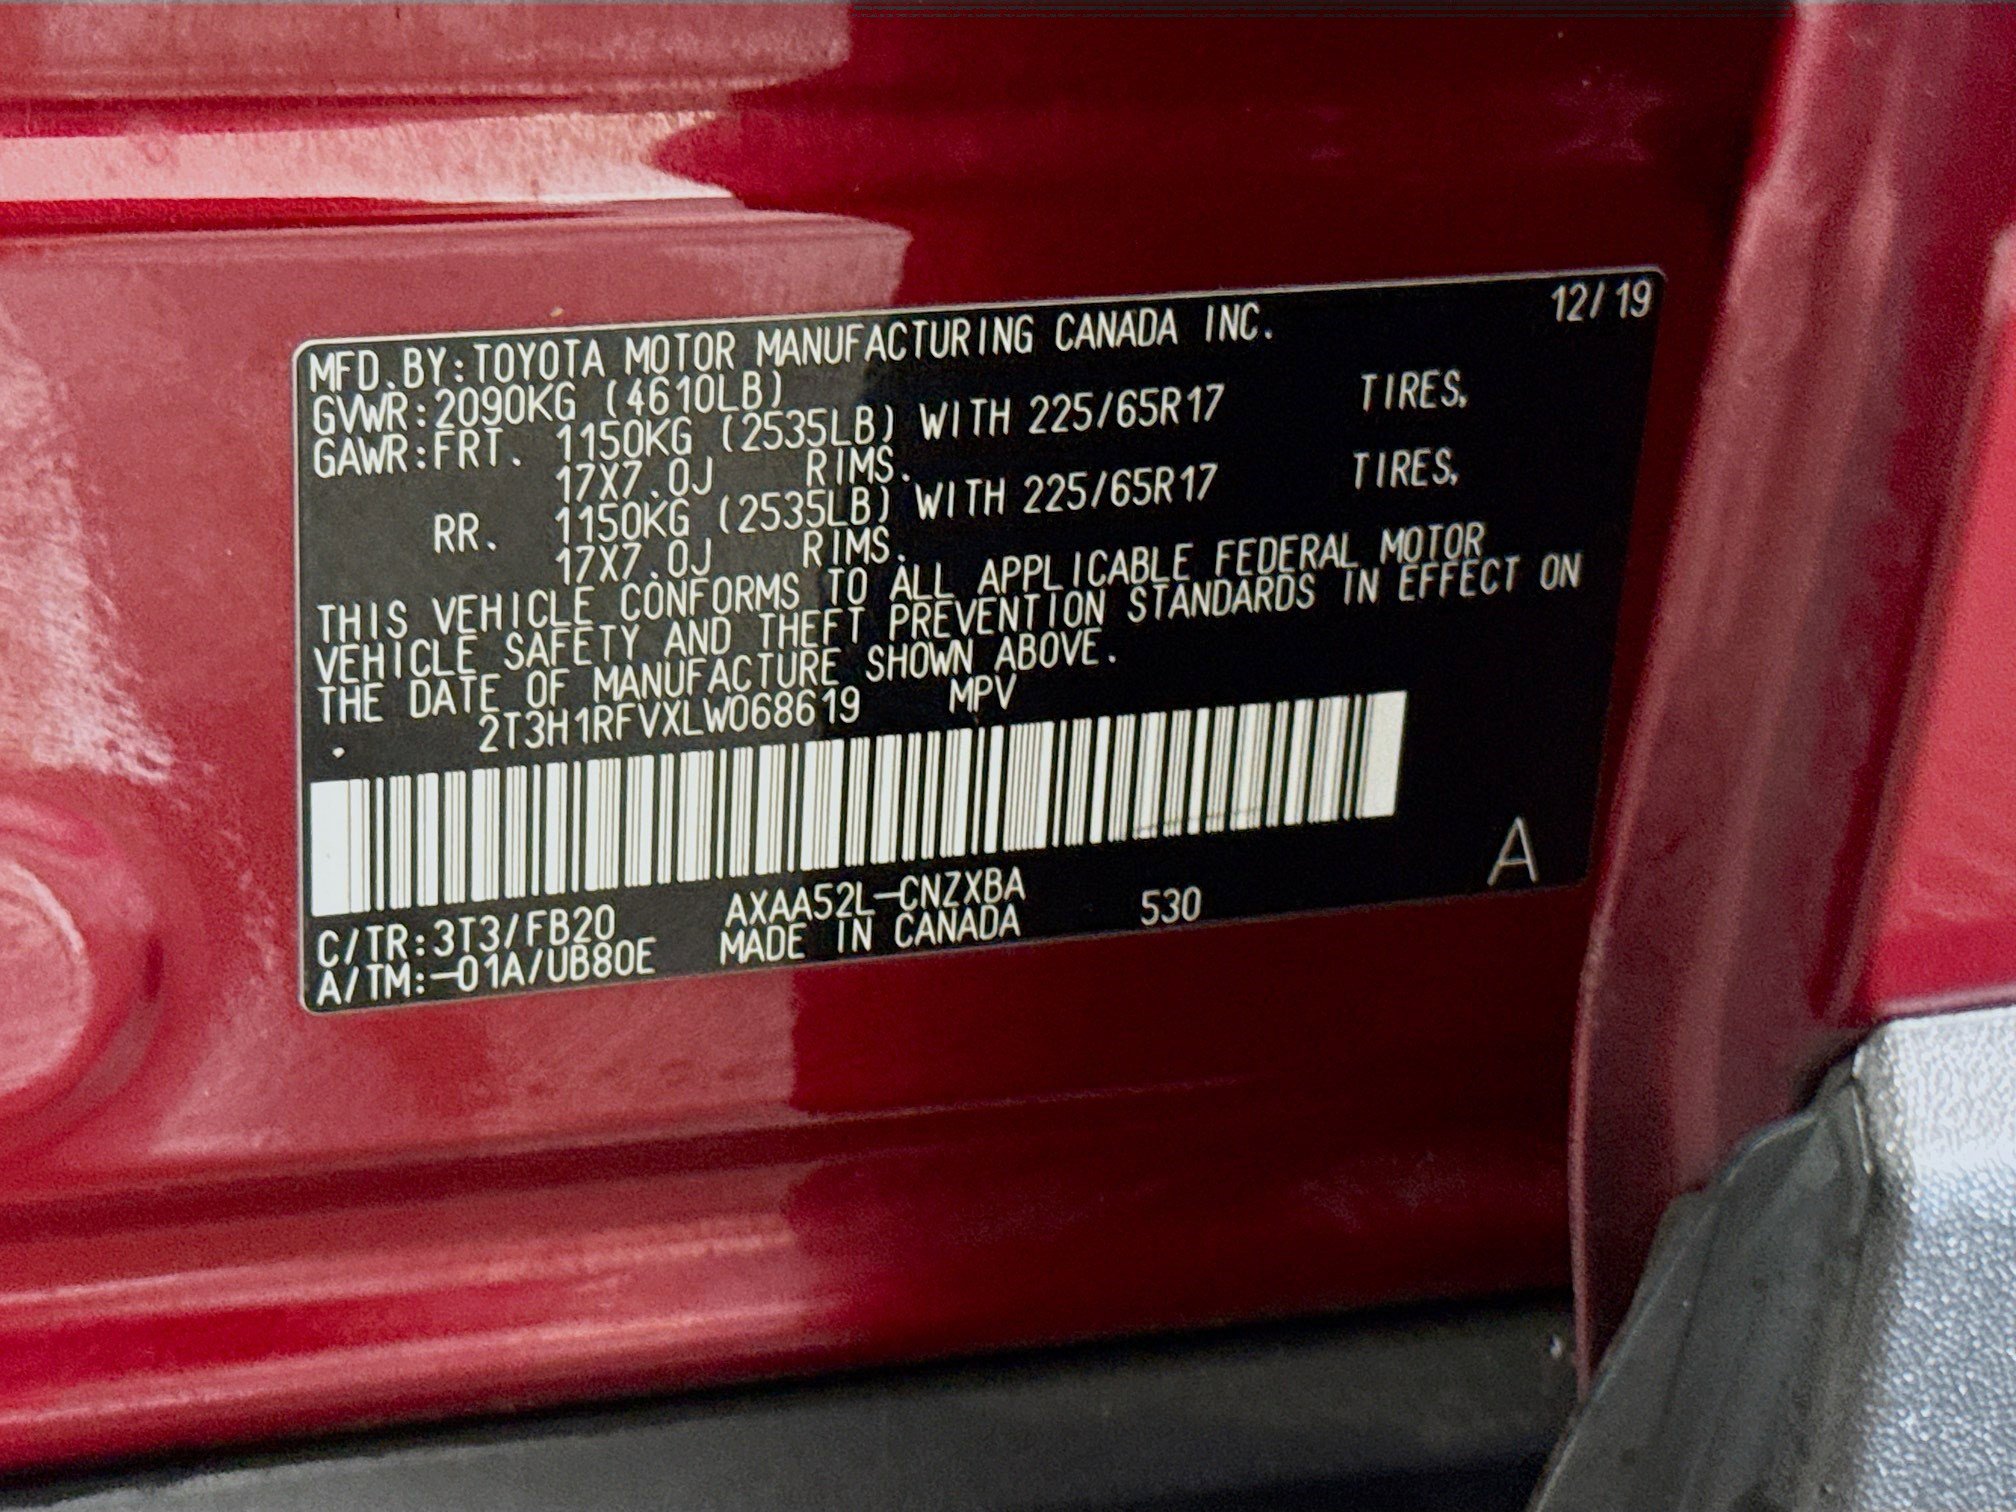 12/19
MFD.BY:TOYOTA MOTOR MANUFACTURING CANADA INC.
GVWR:2090KG (4610LB)
GAWR:FRT. 1150KG (2535LB) WITH 225/65R17 TIRES,
17X7.0J RIMS.
RR. 1150KG (2535LB) WITH 225/65R17 TIRES,
17X7.0J RIMS.
THIS VEHICLE CONFORMS TO ALL APPLICABLE FEDERAL MOTOR
VEHICLE SAFETY AND THEFT PREVENTION STANDARDS IN EFFECT ON
THE DATE OF MANUFACTURE SHOWN ABOVE.
. 2T3H1RFVXLW068619 MPV
A
C/TR:3T3/FB20 AXAA52L-CNZXBA 530
A/TM:-01A/UB80E MADE IN CANADA